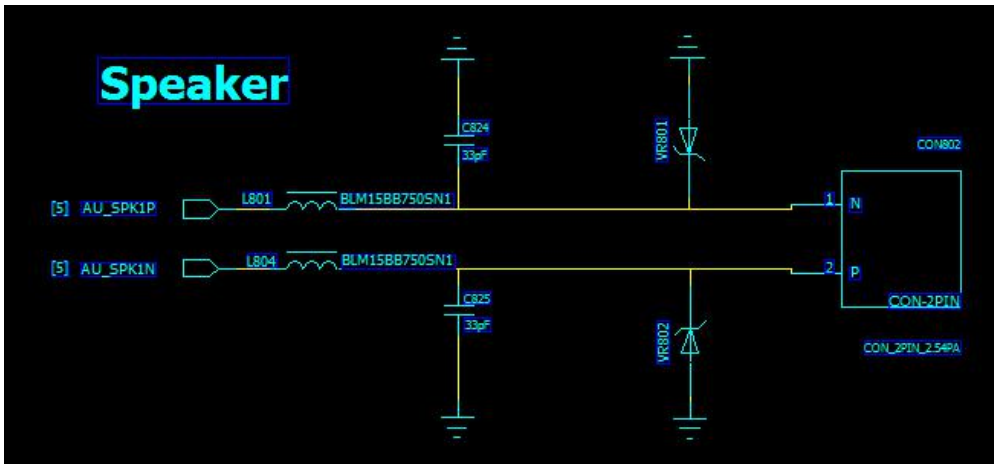 Speaker
C824
33pF
VR801
CON802
[5] AU_SPK1P
L801
BLM15BB750SN1
1
N
[5] AU_SPK1N
L804
BLM15BB750SN1
2
P
C825
33pF
VR802
CON-2PIN
CON_2PIN_2.54PA